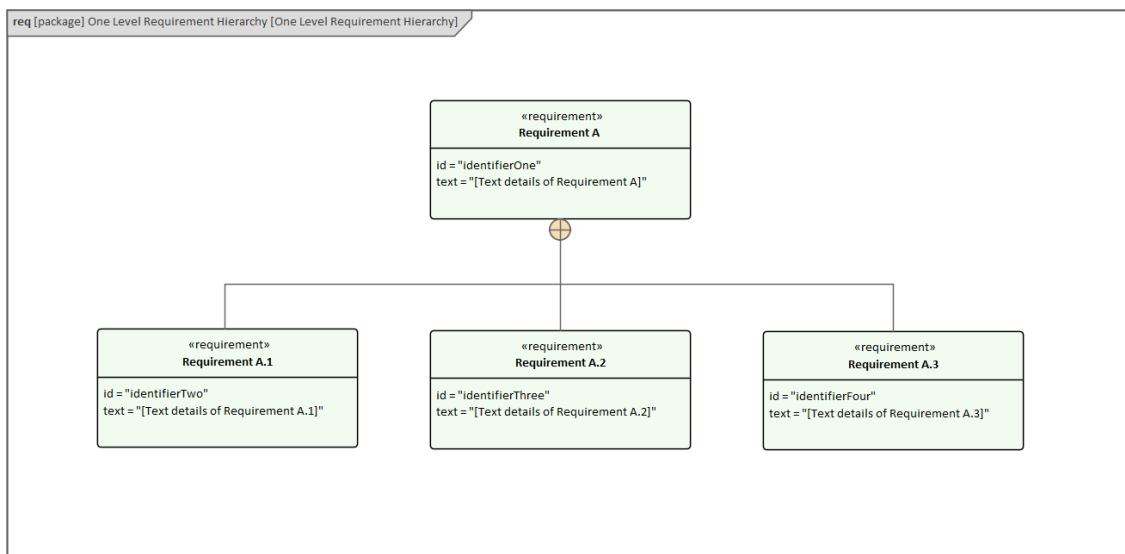 req [package] One Level Requirement Hierarchy [One Level Requirement Hierarchy]
«requirement»
Requirement A
id = "identifierOne"
text = "[Text details of Requirement A]"
«requirement»
Requirement A.1
id = "identifierTwo"
text = "[Text details of Requirement A.1]"
«requirement»
Requirement A.2
id = "identifierThree"
text = "[Text details of Requirement A.2]"
«requirement»
Requirement A.3
id = "identifierFour"
text = "[Text details of Requirement A.3]"